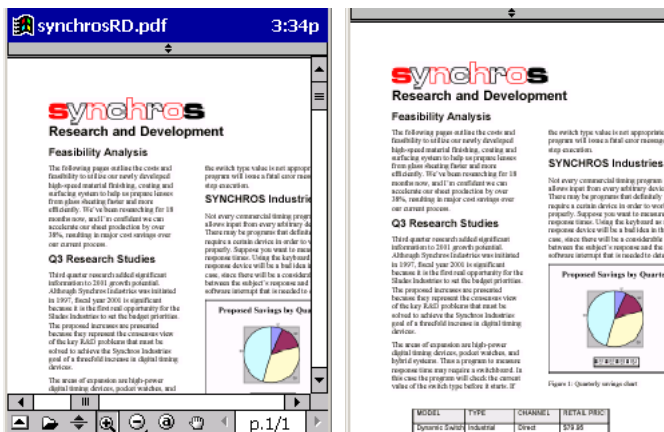 synchrosRD.pdf 3:34p
synchros
Research and Development
Feasibility Analysis
The following pages outline the costs and
feasibility to utilize our newly developed
high-speed material finishing, coating and
surfacing system to help us prepare lenses
from glass sheeting faster and more
efficiently. We've been researching for 18
months now, and I'm confident we can
accelerate our sheet production by over
38%, resulting in major cost savings over
our current process.
Q3 Research Studies
Third quarter research added significant
information to 2001 growth potential.
Although Synchros Industries was initiated
in 1997, fiscal year 2001 is significant
because it is the first real opportunity for the
Slades Industries to set the budget priorities.
The proposed increases are presented
because they represent the consensus view
of the key R&D problems that must be
solved to achieve the Synchros Industries
goal of a threefold increase in digital timing
devices.
The areas of expansion are high-power
digital timing devices, pocket watches, and
the switch type value is not appropri
program will issue a fatal error mess
step execution.
SYNCHROS Industrie
Not every commercial timing progr
allows input from every arbitrary de
There may be programs that definit
require a certain device in order to w
properly. Suppose you want to meas
response times. Using the keyboard
response device will be a bad idea in
case, since there will be a considera
between the subject's response and
software interrupt that is needed to
Proposed Savings by Qua
p.1/1
synchros
Research and Development
Feasibility Analysis
The following pages outline the costs and
feasibility to utilize our newly developed
high-speed material finishing, coating and
surfacing system to help us prepare lenses
from glass sheeting faster and more
efficiently. We've been researching for 18
months now, and I'm confident we can
accelerate our sheet production by over
38%, resulting in major cost savings over
our current process.
Q3 Research Studies
Third quarter research added significant
information to 2001 growth potential.
Although Synchros Industries was initiated
in 1997, fiscal year 2001 is significant
because it is the first real opportunity for the
Slades Industries to set the budget priorities.
The proposed increases are presented
because they represent the consensus view
of the key R&D problems that must be
solved to achieve the Synchros Industries
goal of a threefold increase in digital timing
devices.
The areas of expansion are high-power
digital timing devices, pocket watches, and
hybrid systems. Thus a program to measure
response time may require a switchboard. In
this case the program will check the current
value of the switch type before it starts. If
the switch type value is not appropriate
program will issue a fatal error message
step execution.
SYNCHROS Industries
Not every commercial timing program
allows input from every arbitrary device
There may be programs that definitely
require a certain device in order to work
properly. Suppose you want to measure
response times. Using the keyboard as
response device will be a bad idea in this
case, since there will be a considerable
between the subject's response and the
software interrupt that is needed to dete
Proposed Savings by Quarte
Figure 1: Quarterly savings chart
MODEL TYPE CHANNEL RETAIL PRIC
Dynamic Switch Industrial Direct $79.95